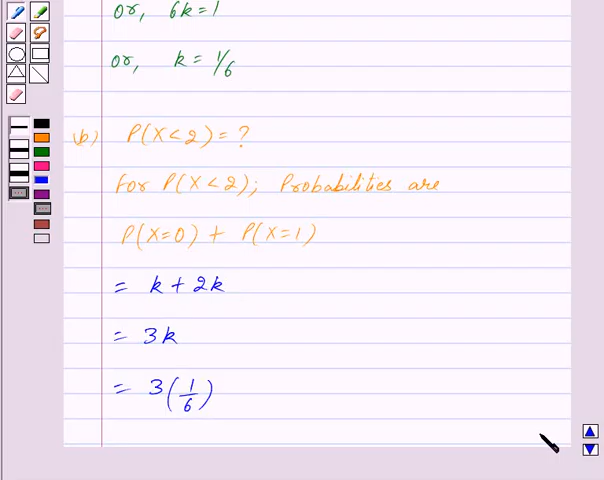 or, 6k = 1
or, k = 1/6
(b) P(X < 2) = ?
For P(X < 2); Probabilities are
P(X=0) + P(X=1)
= k + 2k
= 3k
= 3(1/6)